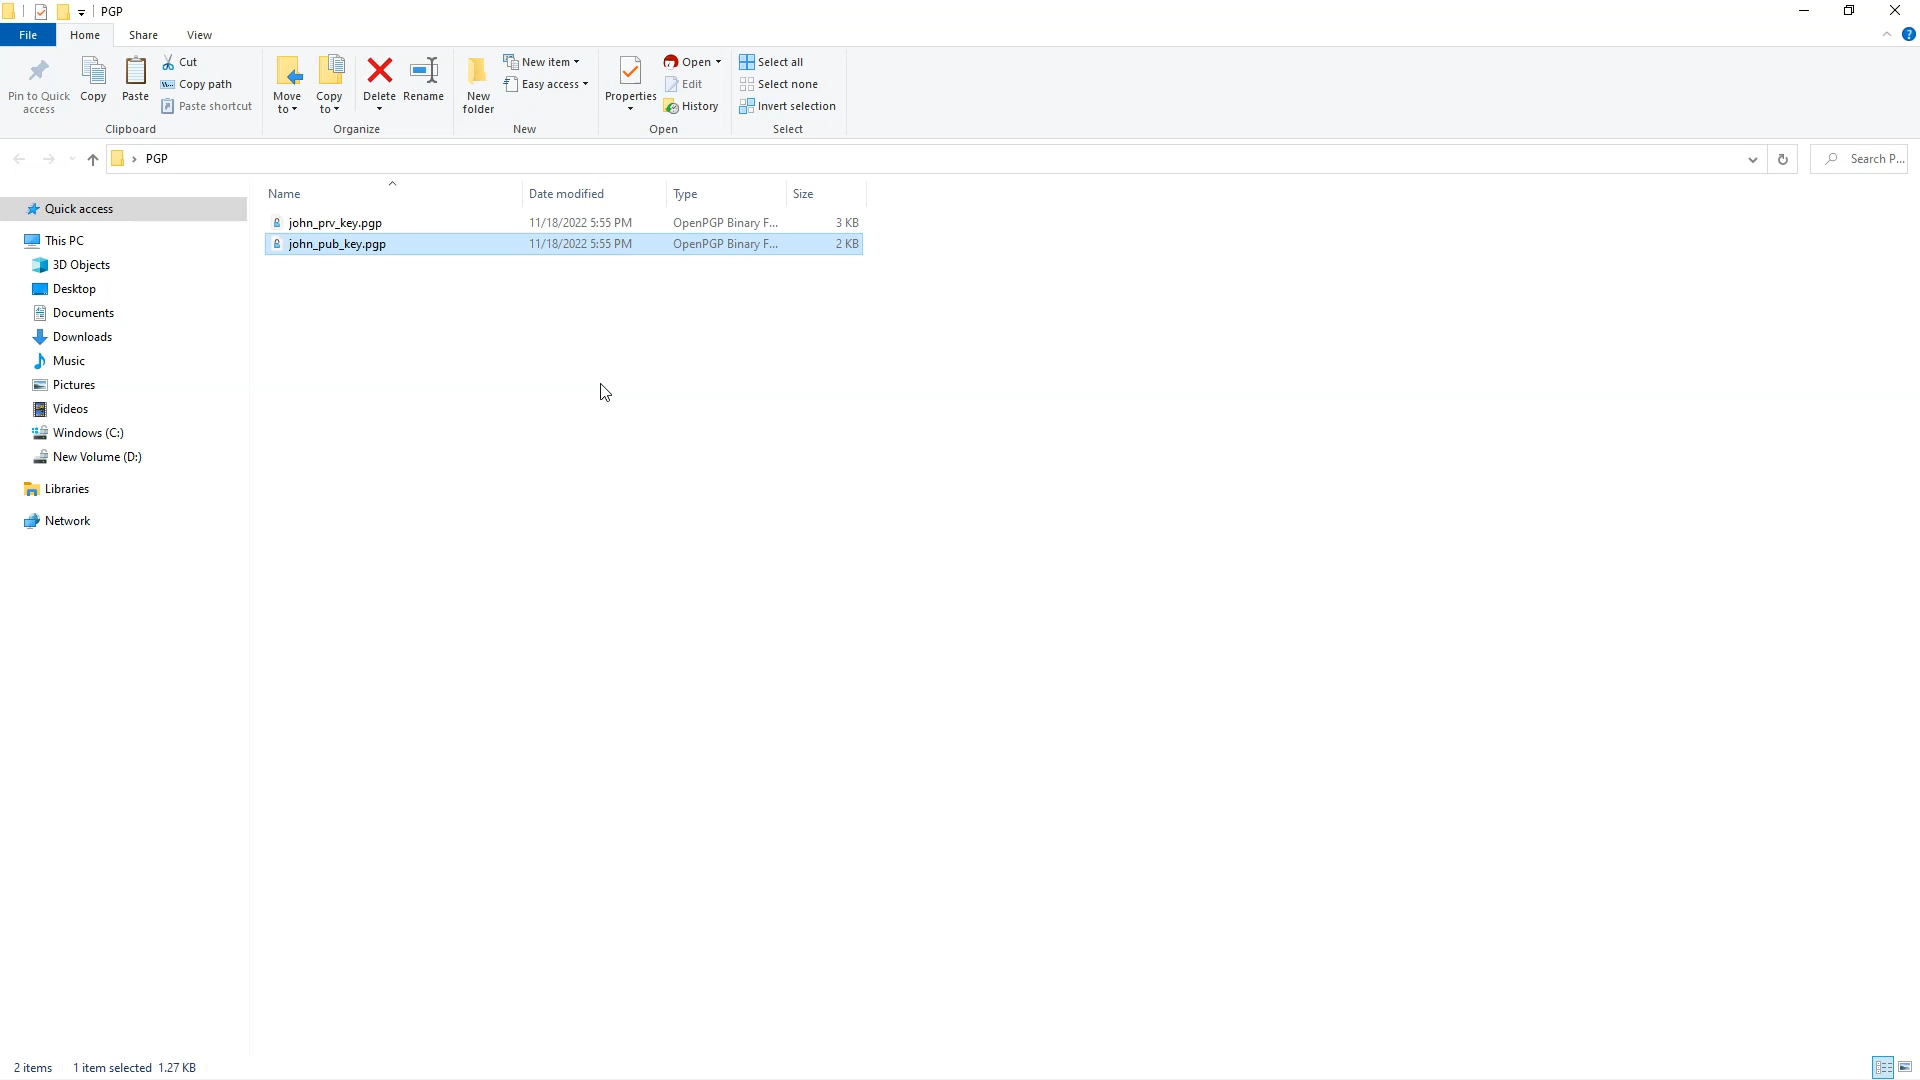 PGP
File Home Share View
Pin to Quick access
Copy
Paste
Cut
Copy path
Paste shortcut
Clipboard
Move to
Copy to
Delete
Rename
Organize
New folder
New item
Easy access
New
Properties
Open
Edit
History
Open
Select all
Select none
Invert selection
Select
PGP
Search P...
Name Date modified Type Size
john_prv_key.pgp 11/18/2022 5:55 PM OpenPGP Binary F... 3 KB
john_pub_key.pgp 11/18/2022 5:55 PM OpenPGP Binary F... 2 KB
Quick access
This PC
3D Objects
Desktop
Documents
Downloads
Music
Pictures
Videos
Windows (C:)
New Volume (D:)
Libraries
Network
2 items 1 item selected 1.27 KB